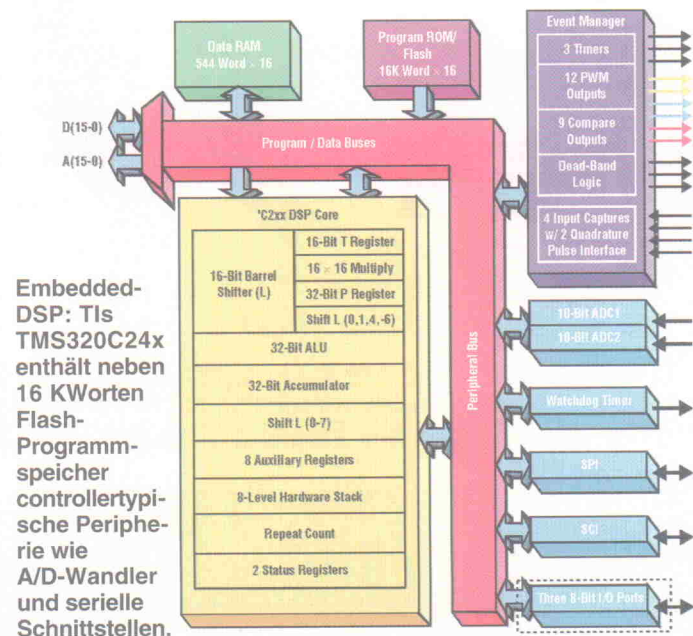 Data RAM
544 Word × 16
Program ROM/
Flash
16K Word × 16
Event Manager
3 Timers
12 PWM
Outputs
9 Compare
Outputs
Dead-Band
Logic
4 Input Captures
w/ 2 Quadrature
Pulse Interface
D(15-0)
A(15-0)
Program / Data Buses
'C2xx DSP Core
16-Bit Barrel
Shifter (L)
16-Bit T Register
16 × 16 Multiply
32-Bit P Register
Shift L (0,1,4,-6)
32-Bit ALU
32-Bit Accumulator
Shift L (0-7)
8 Auxiliary Registers
8-Level Hardware Stack
Repeat Count
2 Status Registers
Peripheral Bus
10-Bit ADC1
10-Bit ADC2
Watchdog Timer
SPI
SCI
Three 8-Bit I/O Ports
Embedded-
DSP: TIs
TMS320C24x
enthält neben
16 KWorten
Flash-
Programm-
speicher
controllertypi-
sche Periphe-
rie wie
A/D-Wandler
und serielle
Schnittstellen.